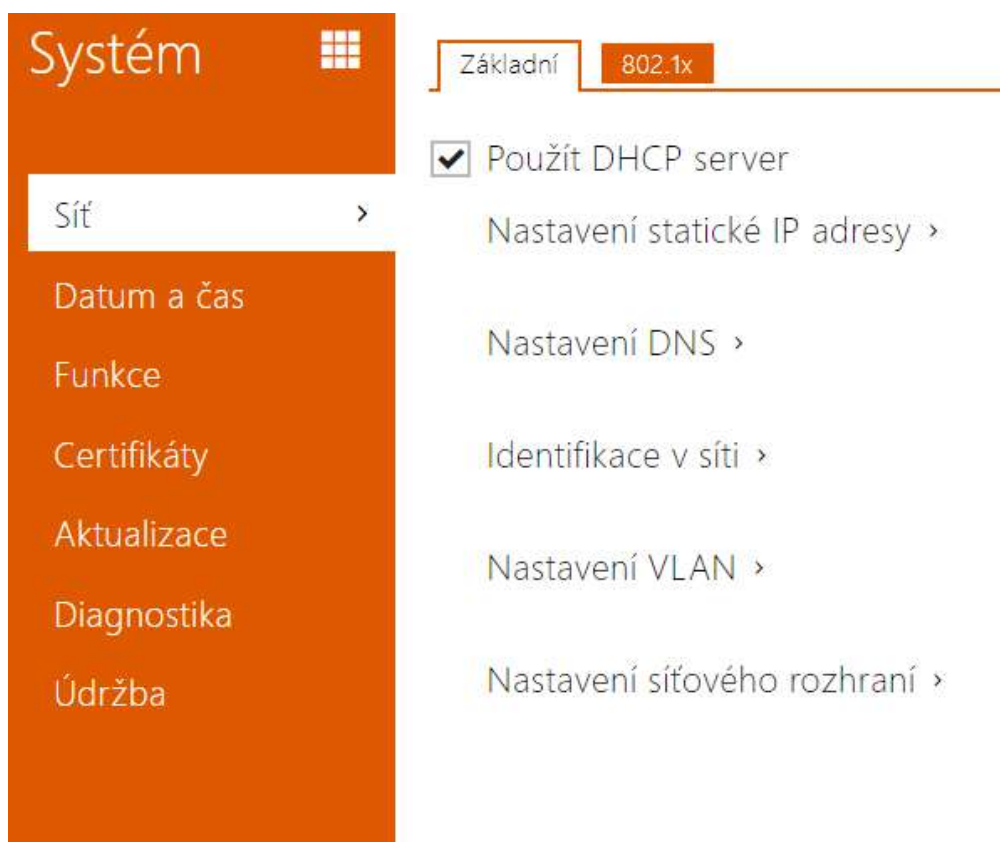 Systém
Základní
802.1x
Síť
Datum a čas
Funkce
Certifikáty
Aktualizace
Diagnostika
Údržba
Použít DHCP server
Nastavení statické IP adresy
Nastavení DNS
Identifikace v síti
Nastavení VLAN
Nastavení síťového rozhraní